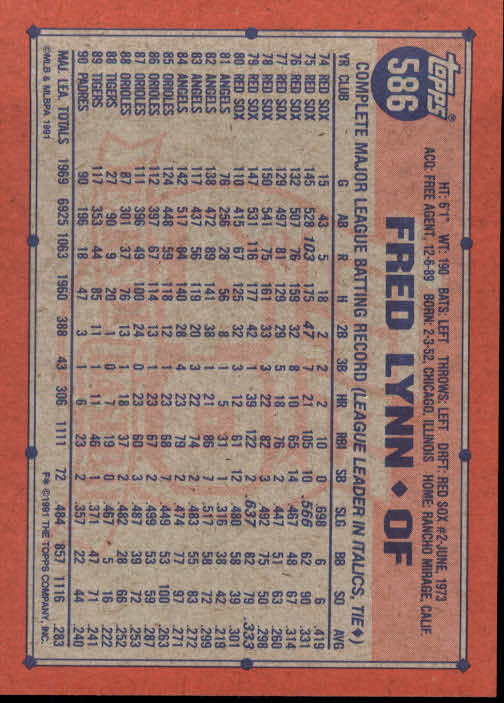 Topps®
586
HT: 6'1" WT: 190 BATS: LEFT THROWS: LEFT DRFT: RED SOX #2-JUNE, 1973
ACQ: FREE AGENT, 12-6-89 BORN: 2-3-52, CHICAGO, ILLINOIS HOME: RANCHO MIRAGE, CALIF.
FRED LYNN ♦ OF
COMPLETE MAJOR LEAGUE BATTING RECORD (LEAGUE LEADER IN ITALICS, TIE♦)
YR CLUB G AB R H 2B 3B HR RBI SB SLG BB SO AVG
74 RED SOX 15 43 5 18 2 2 2 10 0 .698 6 6 .419
75 RED SOX 145 528 103 175 47 7 21 105 10 .566 62 90 .331
76 RED SOX 132 507 76 159 32 8 10 65 14 .467 48 67 .314
77 RED SOX 129 497 81 129 29 5 18 76 2 .447 51 63 .260
78 RED SOX 150 541 75 161 33 3 22 82 3 .492 75 50 .298
79 RED SOX 147 531 116 177 42 1 39 122 2 .637 82 79 .333
80 RED SOX 110 415 67 125 32 3 12 61 12 .480 58 39 .301
81 ANGELS 76 256 28 56 8 1 5 31 1 .316 38 42 .219
82 ANGELS 138 472 89 141 38 1 21 86 7 .517 58 72 .299
83 ANGELS 117 437 56 119 20 3 22 74 2 .483 55 83 .272
84 ANGELS 142 517 84 140 28 4 23 79 2 .474 77 97 .271
85 ORIOLES 124 448 59 118 12 1 23 68 7 .449 53 100 .263
86 ORIOLES 112 397 67 114 13 1 23 67 2 .499 53 59 .287
87 ORIOLES 111 396 49 100 24 0 23 60 3 .487 39 72 .253
88 ORIOLES 87 301 37 76 13 1 18 37 2 .482 28 66 .252
88 TIGERS 27 90 9 20 1 0 7 19 0 .467 5 16 .222
89 TIGERS 117 353 44 85 11 1 11 46 1 .371 47 71 .241
90 PADRES 90 196 18 47 3 1 6 23 2 .357 22 44 .240
MAJ. LEA. TOTALS 1969 6925 1063 1960 388 43 306 1111 72 .484 857 1116 .283
©MLB & MLBPA 1991
F* ©1991 THE TOPPS COMPANY, INC.